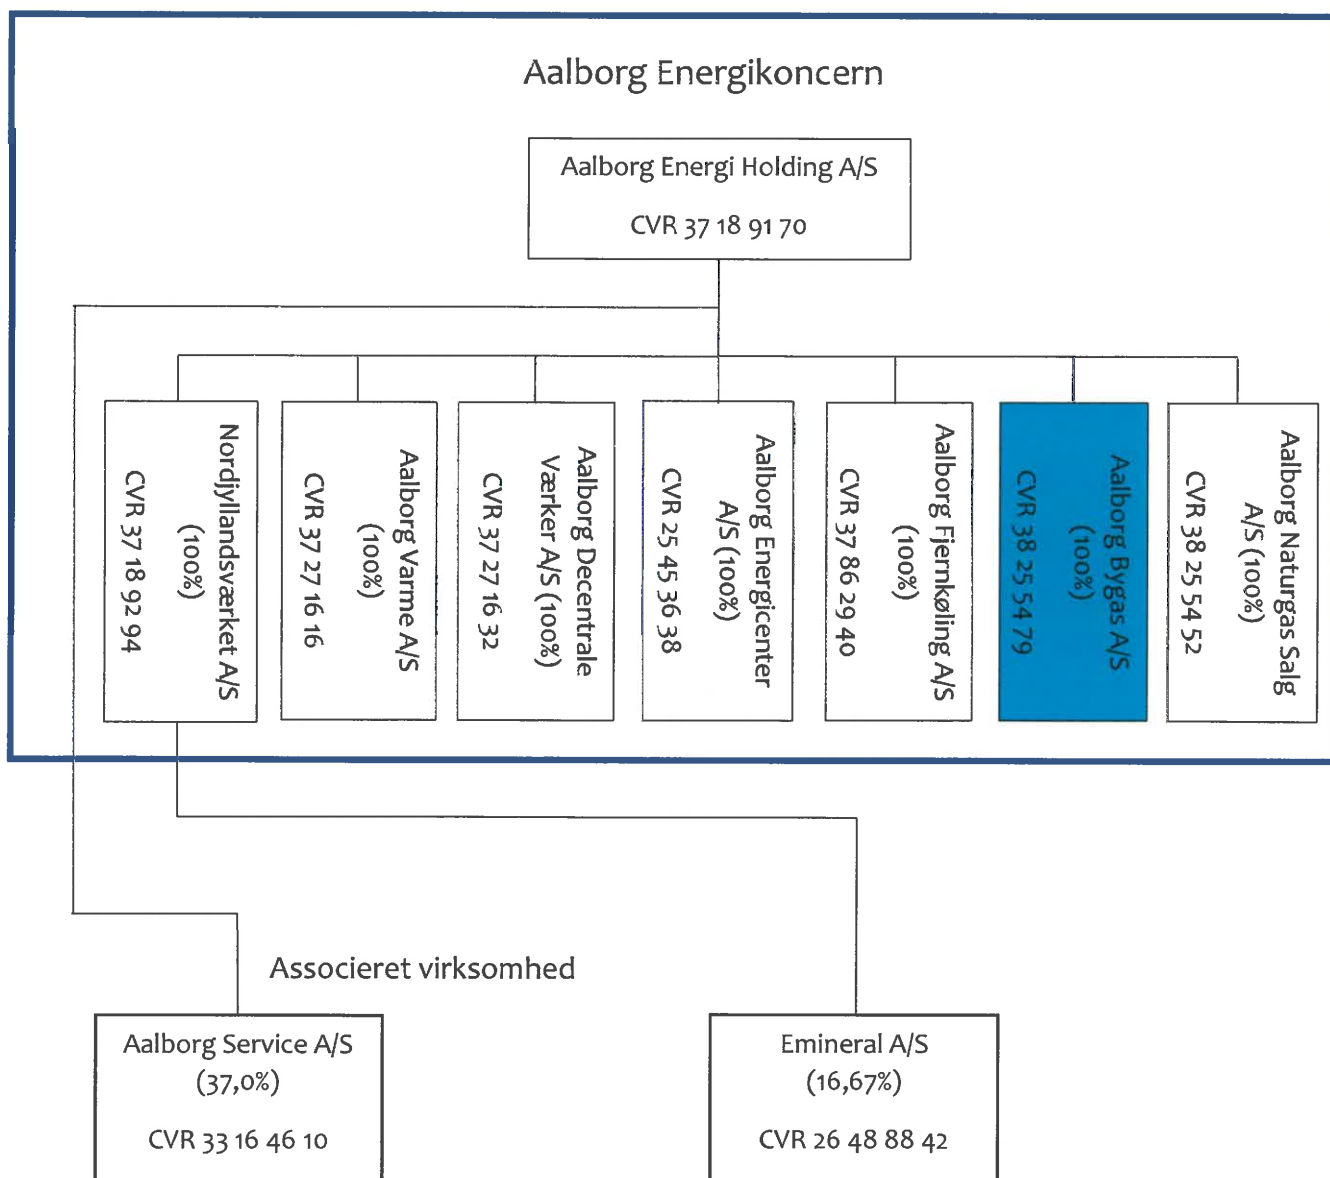 Aalborg Energikoncern
Aalborg Energi Holding A/S
CVR 37 18 91 70
Nordjyllandsværket A/S
(100%)
CVR 37 18 92 94
Aalborg Varme A/S
(100%)
CVR 37 27 16 16
Aalborg Decentrale
Værker A/S (100%)
CVR 37 27 16 32
Aalborg Energicenter
A/S (100%)
CVR 25 45 36 38
Aalborg Fjernkøling A/S
(100%)
CVR 37 86 29 40
Aalborg Bygas A/S
(100%)
CVR 38 25 54 79
Aalborg Naturgas Salg
A/S (100%)
CVR 38 25 54 52
Associeret virksomhed
Aalborg Service A/S
(37,0%)
CVR 33 16 46 10
Emineral A/S
(16,67%)
CVR 26 48 88 42